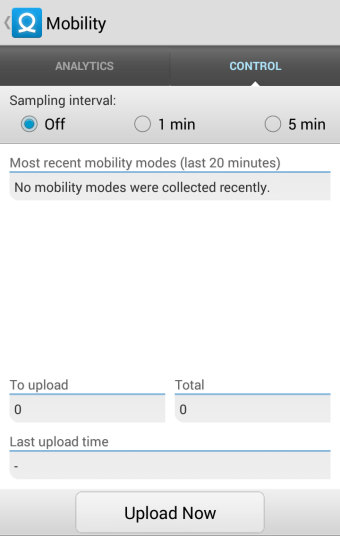 Mobility
ANALYTICS CONTROL
Sampling interval:
Off 1 min 5 min
Most recent mobility modes (last 20 minutes)
No mobility modes were collected recently.
To upload Total
0 0
Last upload time
-
Upload Now